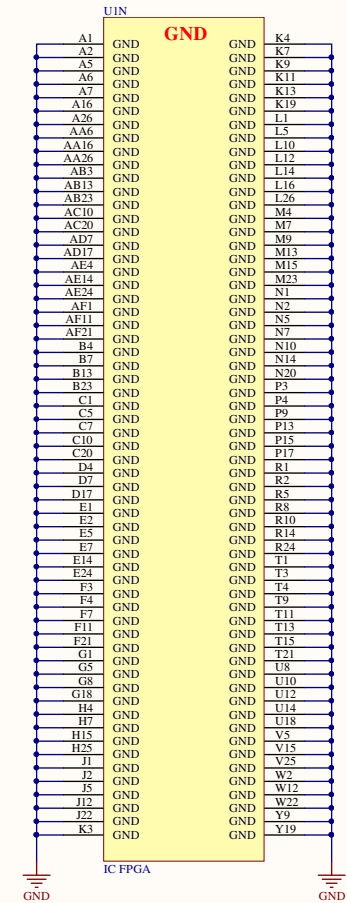 U1N
GND
A1 GND GND K4
A2 GND GND K7
A5 GND GND K9
A6 GND GND K11
A7 GND GND K13
A16 GND GND K19
A26 GND GND L1
AA6 GND GND L5
AA16 GND GND L10
AA26 GND GND L12
AB3 GND GND L14
AB13 GND GND L16
AB23 GND GND L26
AC10 GND GND M4
AC20 GND GND M7
AD7 GND GND M9
AD17 GND GND M13
AE4 GND GND M15
AE14 GND GND M23
AE24 GND GND N1
AF1 GND GND N2
AF11 GND GND N5
AF21 GND GND N7
B4 GND GND N10
B7 GND GND N14
B13 GND GND N20
B23 GND GND P3
C1 GND GND P4
C5 GND GND P9
C7 GND GND P13
C10 GND GND P15
C20 GND GND P17
D4 GND GND R1
D7 GND GND R2
D17 GND GND R5
E1 GND GND R8
E2 GND GND R10
E5 GND GND R14
E7 GND GND R24
E14 GND GND T1
E24 GND GND T3
F3 GND GND T4
F4 GND GND T9
F7 GND GND T11
F11 GND GND T13
F21 GND GND T15
G1 GND GND T21
G5 GND GND U8
G8 GND GND U10
G18 GND GND U12
H4 GND GND U14
H7 GND GND U18
H15 GND GND V5
H25 GND GND V15
J1 GND GND V25
J2 GND GND W2
J5 GND GND W12
J12 GND GND W22
J22 GND GND Y9
K3 GND GND Y19
IC FPGA
GND GND